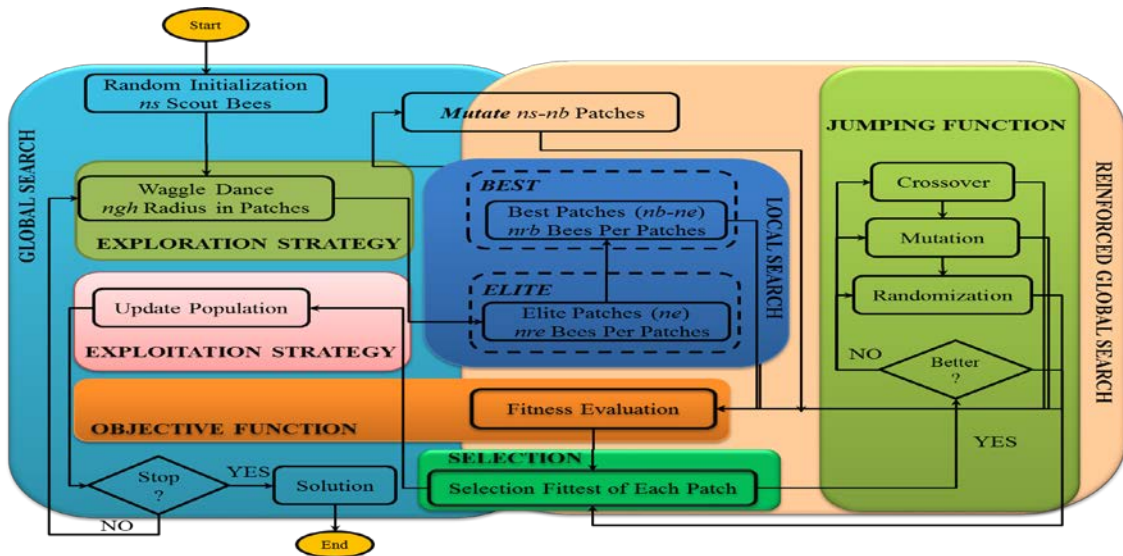 Start
Random Initialization
ns Scout Bees
GLOBAL SEARCH
Waggle Dance
ngh Radius in Patches
EXPLORATION STRATEGY
Update Population
EXPLOITATION STRATEGY
OBJECTIVE FUNCTION
Stop
?
YES
NO
Solution
End
Mutate ns-nb Patches
BEST
Best Patches (nb-ne)
nrb Bees Per Patches
ELITE
Elite Patches (ne)
nre Bees Per Patches
LOCAL SEARCH
Fitness Evaluation
SELECTION
Selection Fittest of Each Patch
JUMPING FUNCTION
Crossover
Mutation
Randomization
NO
Better
?
YES
REINFORCED GLOBAL SEARCH